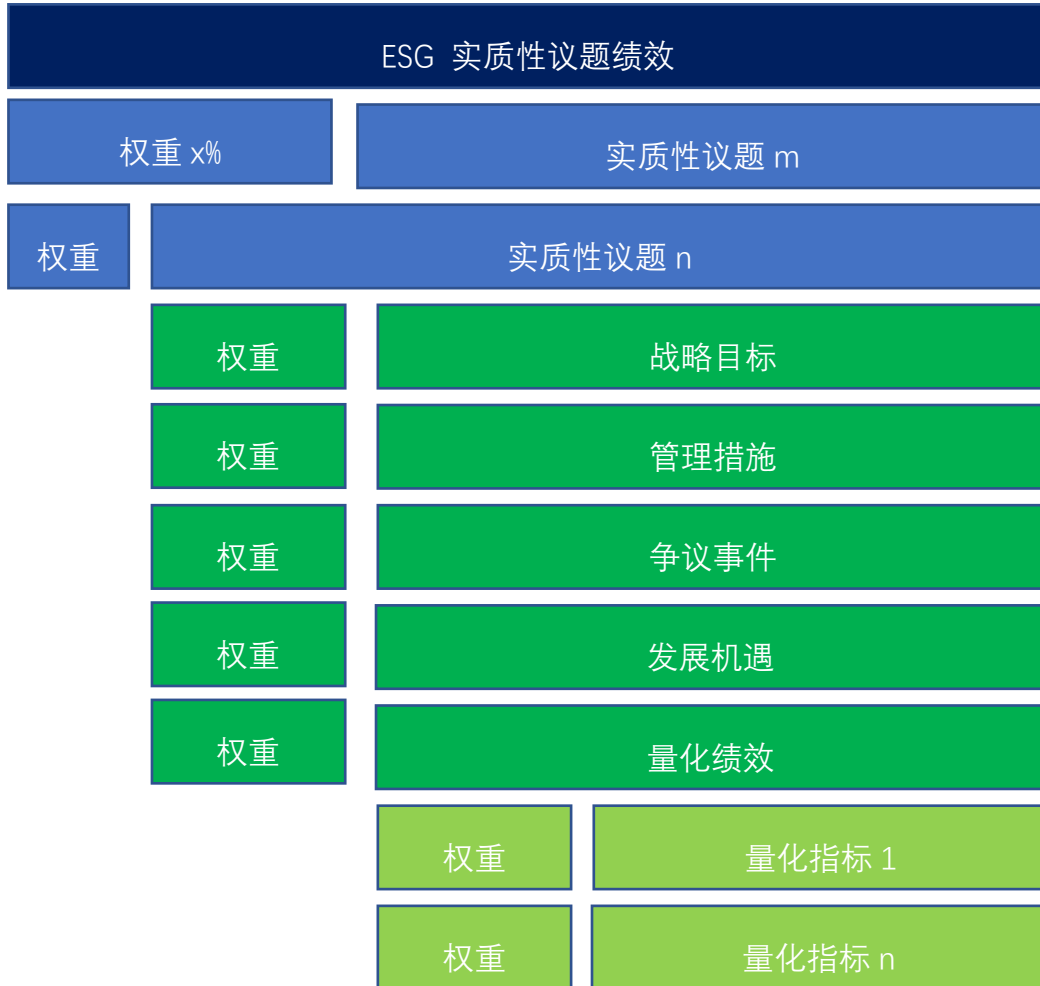 ESG 实质性议题绩效
权重 x% 实质性议题 m
权重 实质性议题 n
权重 战略目标
权重 管理措施
权重 争议事件
权重 发展机遇
权重 量化绩效
权重 量化指标 1
权重 量化指标 n